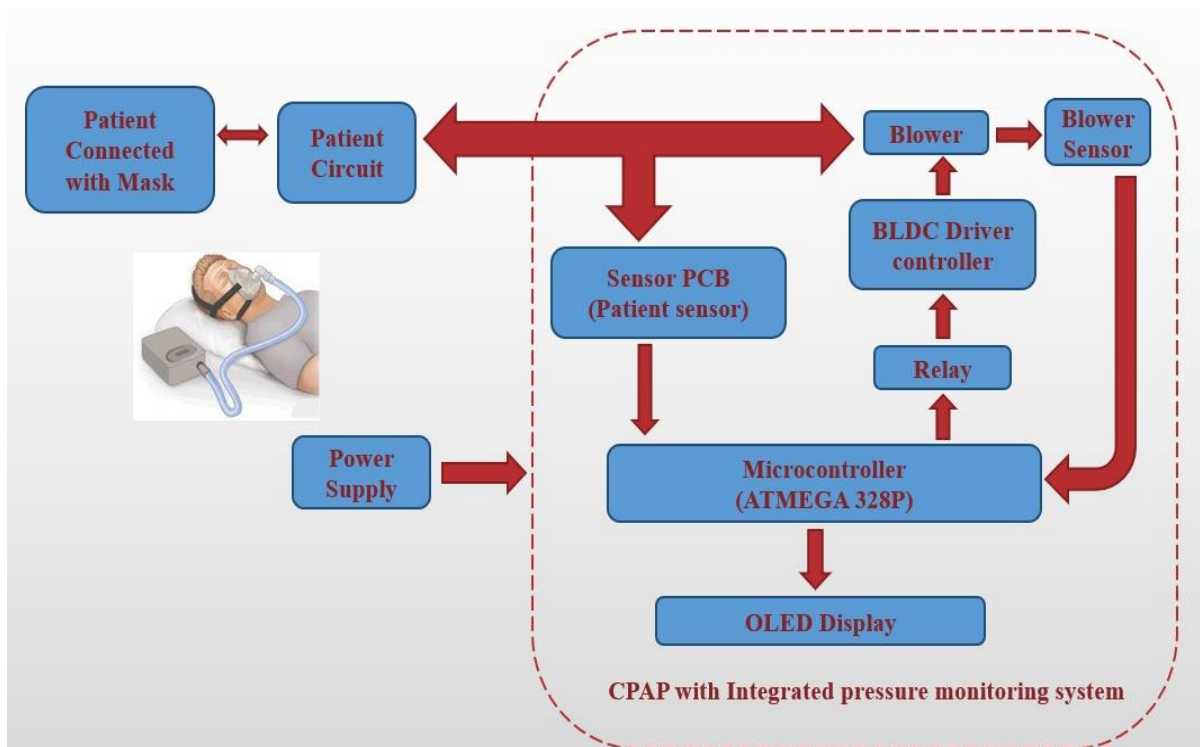 Patient
Connected
with Mask
Patient
Circuit
Blower
Blower
Sensor
BLDC Driver
controller
Sensor PCB
(Patient sensor)
Relay
Power
Supply
Microcontroller
(ATMEGA 328P)
OLED Display
CPAP with Integrated pressure monitoring system